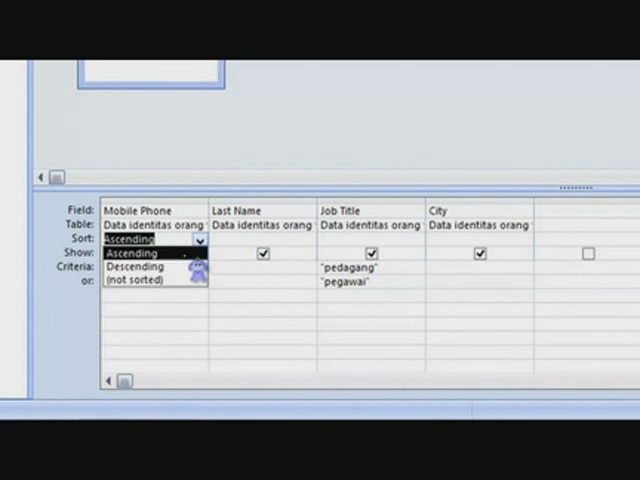 Field: Mobile Phone Last Name Job Title City
Table: Data identitas orang Data identitas orang Data identitas orang Data identitas orang
Sort: Ascending
Show: Ascending
Criteria: Descending "pedagang"
or: (not sorted) "pegawai"